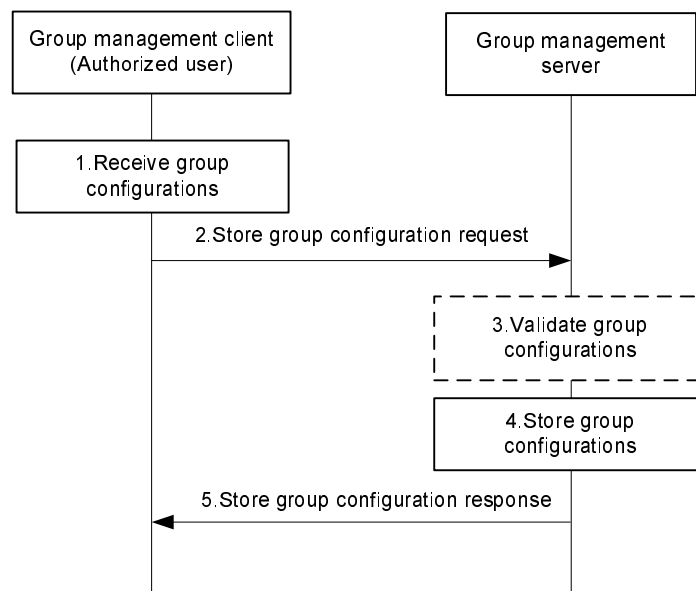 Group management client
(Authorized user)
Group management
server
1.Receive group
configurations
2.Store group configuration request
3.Validate group
configurations
4.Store group
configurations
5.Store group configuration response